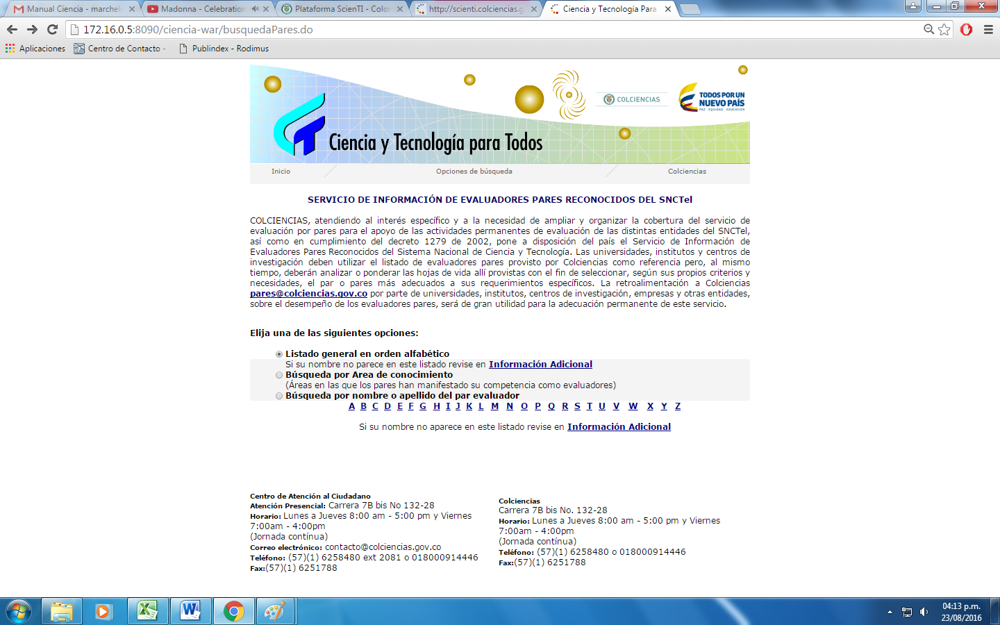 Manual Ciencia - marchel
Madonna - Celebration
Plataforma ScienTI - Colom
http://scienti.colciencias.g
Ciencia y Tecnología Para
172.16.0.5:8090/ciencia-war/busquedaPares.do
Aplicaciones
Centro de Contacto -
Publindex - Rodimus
COLCIENCIAS
TODOS POR UN
NUEVO PAÍS
PAZ EQUIDAD EDUCACIÓN
Ciencia y Tecnología para Todos
Inicio
Opciones de búsqueda
Colciencias
SERVICIO DE INFORMACIÓN DE EVALUADORES PARES RECONOCIDOS DEL SNCTeI
COLCIENCIAS, atendiendo al interés específico y a la necesidad de ampliar y organizar la cobertura del servicio de
evaluación por pares para el apoyo de las actividades permanentes de evaluación de las distintas entidades del SNCTeI,
así como en cumplimiento del decreto 1279 de 2002, pone a disposición del país el Servicio de Información de
Evaluadores Pares Reconocidos del Sistema Nacional de Ciencia y Tecnología. Las universidades, institutos y centros de
investigación deben utilizar el listado de evaluadores pares provisto por Colciencias como referencia pero, al mismo
tiempo, deberán analizar o ponderar las hojas de vida allí provistas con el fin de seleccionar, según sus propios criterios y
necesidades, el par o pares más adecuados a sus requerimientos específicos. La retroalimentación a Colciencias
pares@colciencias.gov.co por parte de universidades, institutos, centros de investigación, empresas y otras entidades,
sobre el desempeño de los evaluadores pares, será de gran utilidad para la adecuación permanente de este servicio.
Elija una de las siguientes opciones:
Listado general en orden alfabético
Si su nombre no parece en este listado revise en Información Adicional
Búsqueda por Area de conocimiento
(Áreas en las que los pares han manifestado su competencia como evaluadores)
Búsqueda por nombre o apellido del par evaluador
A B C D E F G H I J K L M N O P Q R S T U V W X Y Z
Si su nombre no aparece en este listado revise en Información Adicional
Centro de Atención al Ciudadano
Atención Presencial: Carrera 7B bis No 132-28
Horario: Lunes a Jueves 8:00 am - 5:00 pm y Viernes
7:00am - 4:00pm
(Jornada contínua)
Correo electrónico: contacto@colciencias.gov.co
Teléfono: (57)(1) 6258480 ext 2081 o 018000914446
Fax:(57)(1) 6251788
Colciencias
Carrera 7B bis No. 132-28
Horario: Lunes a Jueves 8:00 am - 5:00 pm y Viernes
7:00am - 4:00pm
(Jornada contínua)
Teléfono: (57)(1) 6258480 o 018000914446
Fax:(57)(1) 6251788
04:13 p.m.
23/08/2016